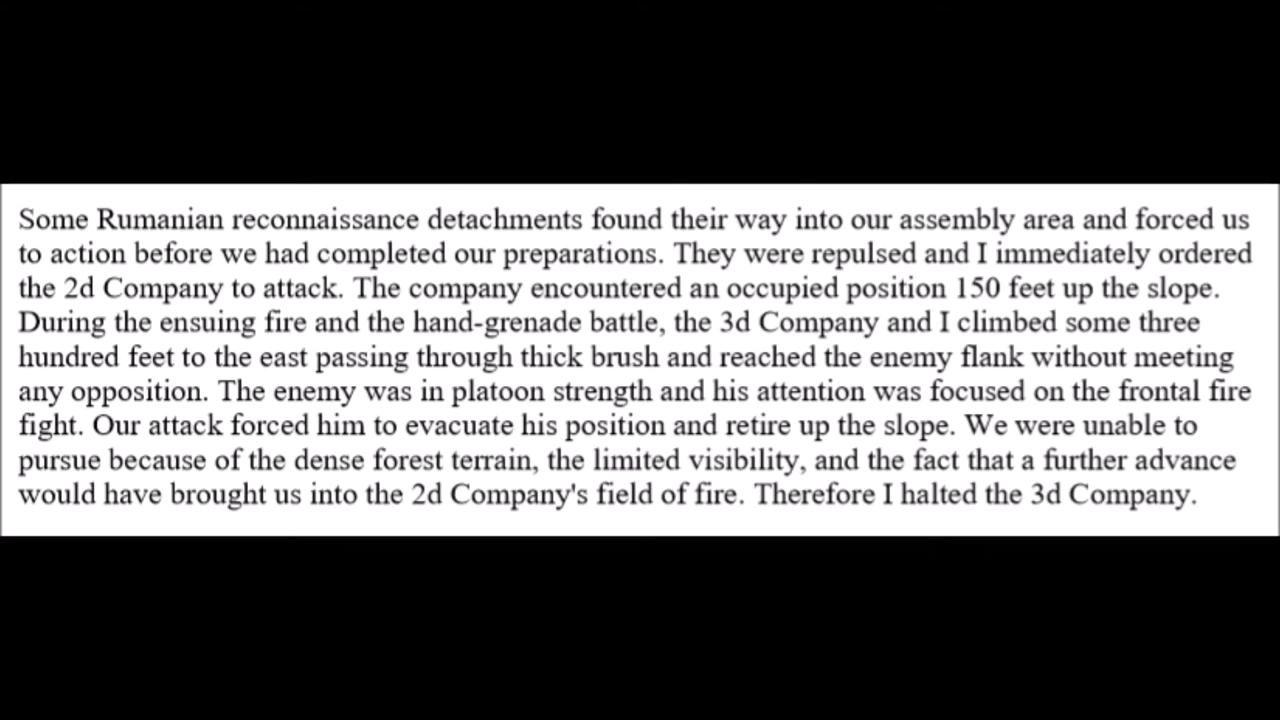 Some Rumanian reconnaissance detachments found their way into our assembly area and forced us
to action before we had completed our preparations. They were repulsed and I immediately ordered
the 2d Company to attack. The company encountered an occupied position 150 feet up the slope.
During the ensuing fire and the hand-grenade battle, the 3d Company and I climbed some three
hundred feet to the east passing through thick brush and reached the enemy flank without meeting
any opposition. The enemy was in platoon strength and his attention was focused on the frontal fire
fight. Our attack forced him to evacuate his position and retire up the slope. We were unable to
pursue because of the dense forest terrain, the limited visibility, and the fact that a further advance
would have brought us into the 2d Company's field of fire. Therefore I halted the 3d Company.